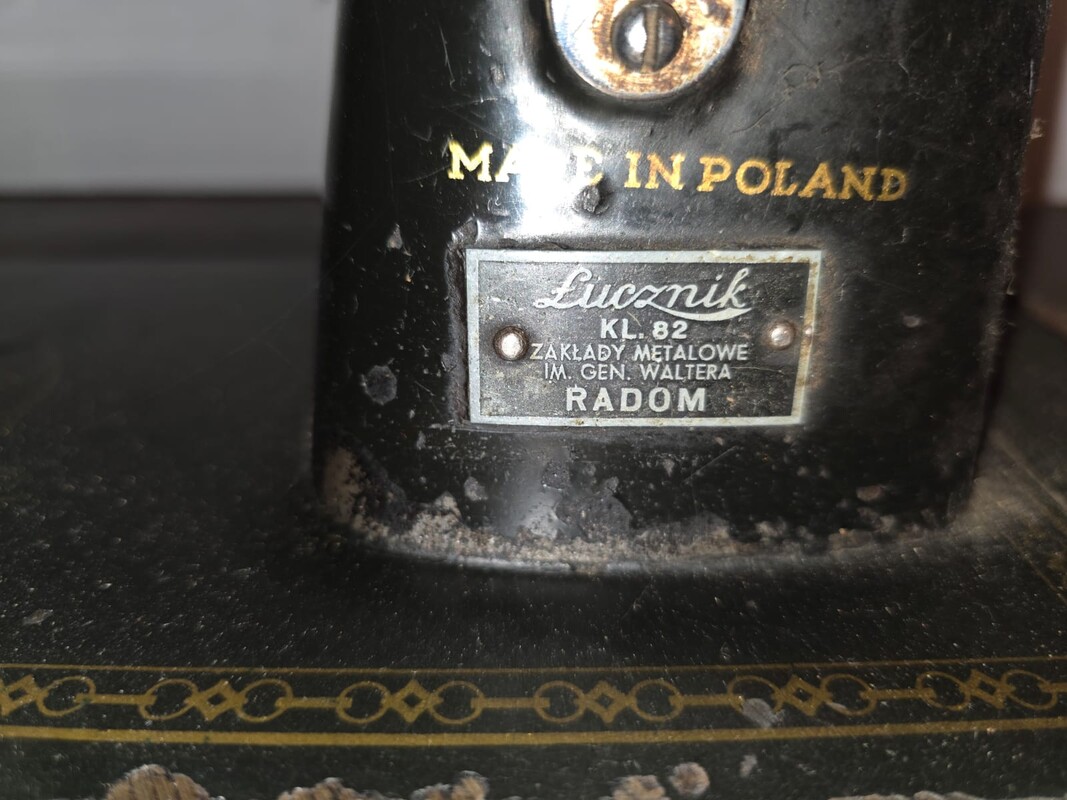 MADE IN POLAND
Łucznik
KL. 82
ZAKŁADY METALOWE
IM. GEN. WALTERA
RADOM